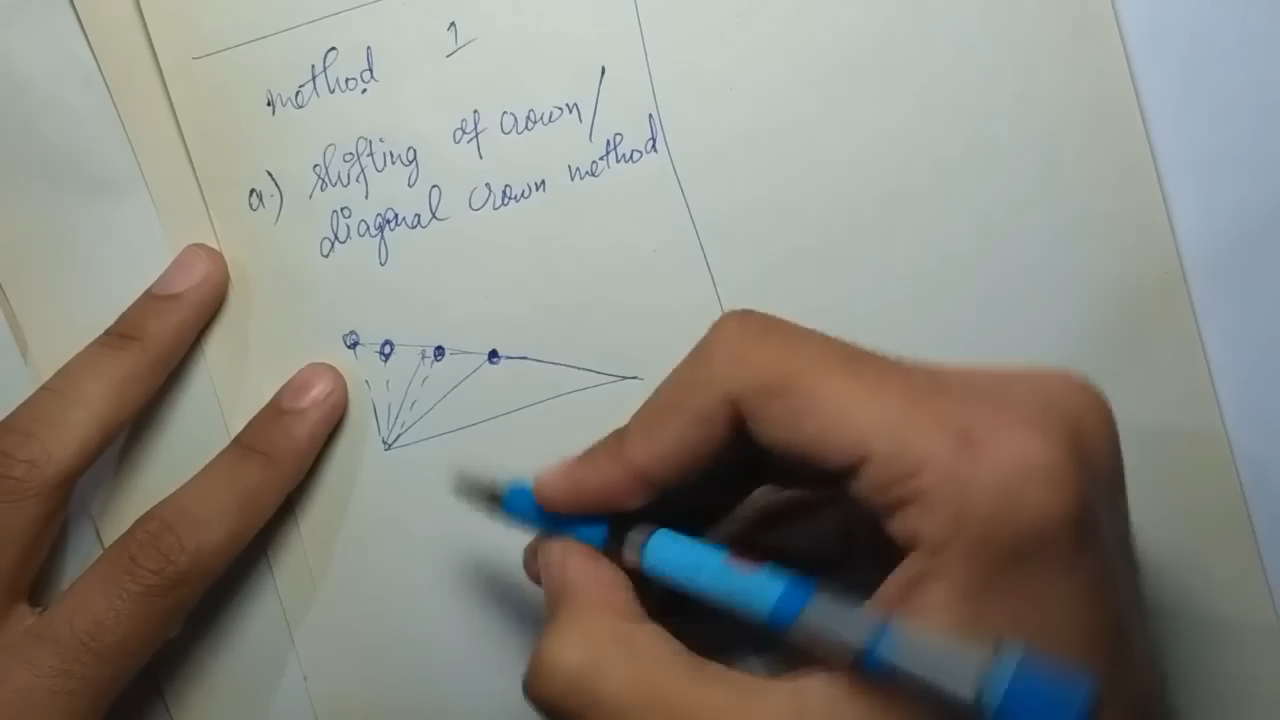 method 1
a.) shifting of crown/
diagonal crown method